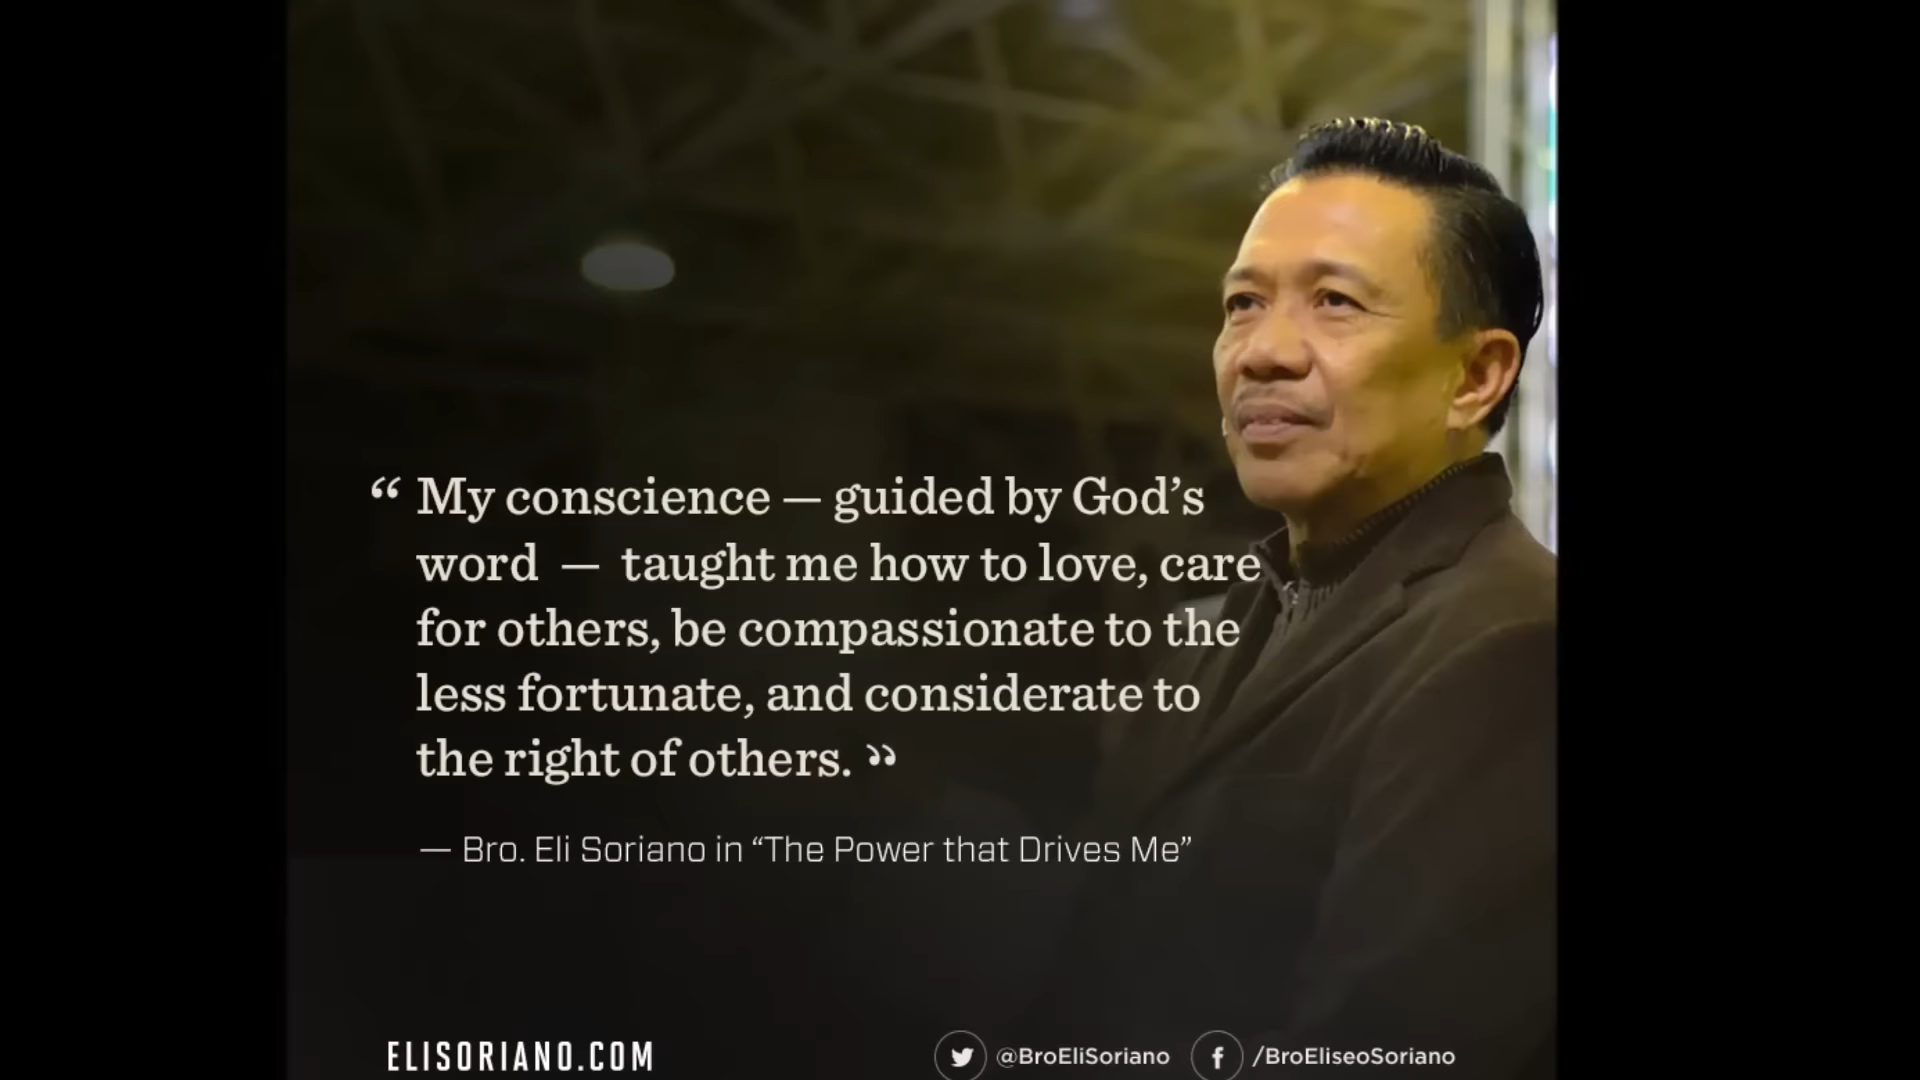 “ My conscience — guided by God’s
word — taught me how to love, care
for others, be compassionate to the
less fortunate, and considerate to
the right of others. ”
— Bro. Eli Soriano in “The Power that Drives Me”
ELISORIANO.COM
@BroEliSoriano
/BroEliseoSoriano